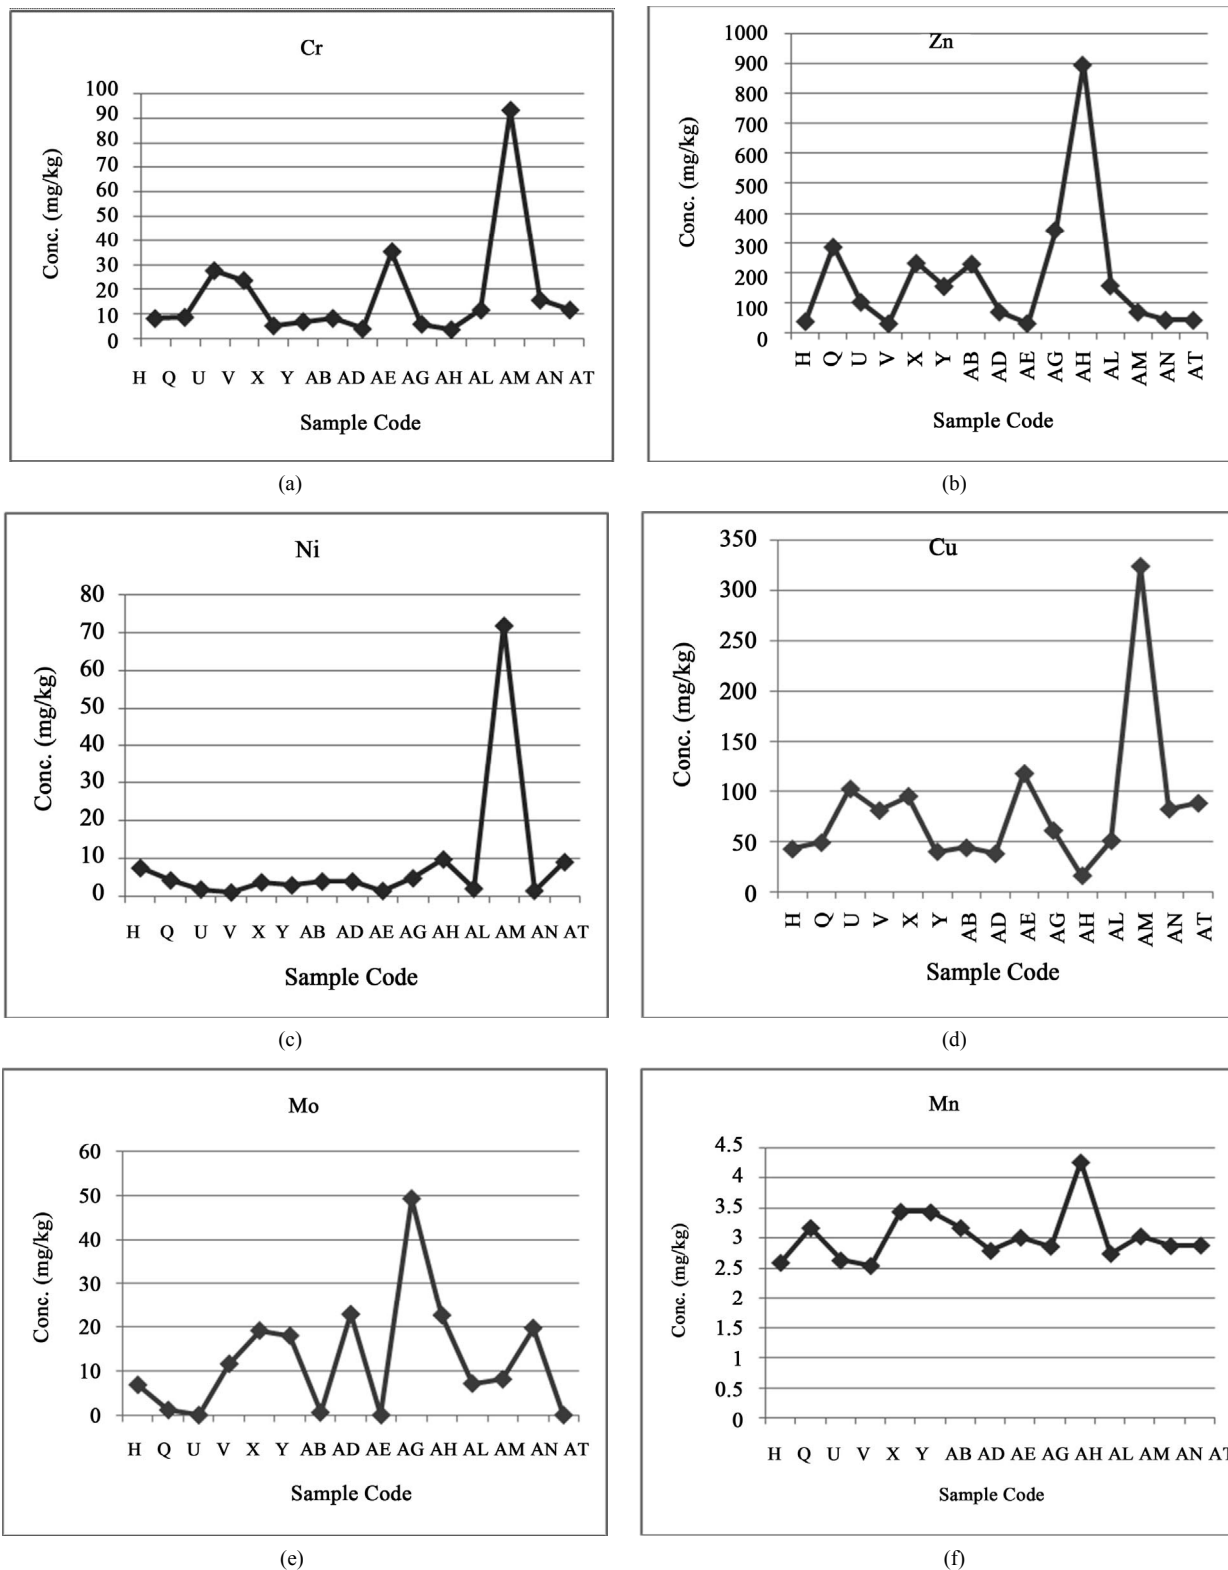 Cr
100
90
80
70
60
50
40
30
20
10
0
Conc. (mg/kg)
H Q U V X Y AB AD AE AG AH AL AM AN AT
Sample Code
(a)
Zn
1000
900
800
700
600
500
400
300
200
100
0
Conc. (mg/kg)
H Q U V X Y AB AD AE AG AH AL AM AN AT
Sample Code
(b)
Ni
80
70
60
50
40
30
20
10
0
Conc. (mg/kg)
H Q U V X Y AB AD AE AG AH AL AM AN AT
Sample Code
(c)
Cu
350
300
250
200
150
100
50
0
Conc. (mg/kg)
H Q U V X Y AB AD AE AG AH AL AM AN AT
Sample Code
(d)
Mo
60
50
40
30
20
10
0
Conc. (mg/kg)
H Q U V X Y AB AD AE AG AH AL AM AN AT
Sample Code
(e)
Mn
4.5
4
3.5
3
2.5
2
1.5
1
0.5
0
Conc. (mg/kg)
H Q U V X Y AB AD AE AG AH AL AM AN AT
Sample Code
(f)